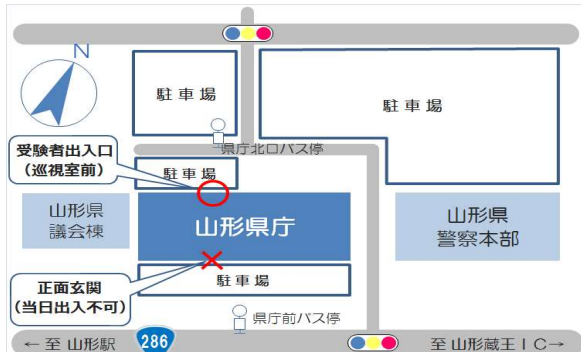 N
駐車場
駐車場
県庁北口バス停
受験者出入口
(巡視室前)
駐車場
山形県
議会棟
山形県庁
山形県
警察本部
正面玄関
(当日出入不可)
駐車場
県庁前バス停
← 至 山形駅
286
至 山形蔵王IC→